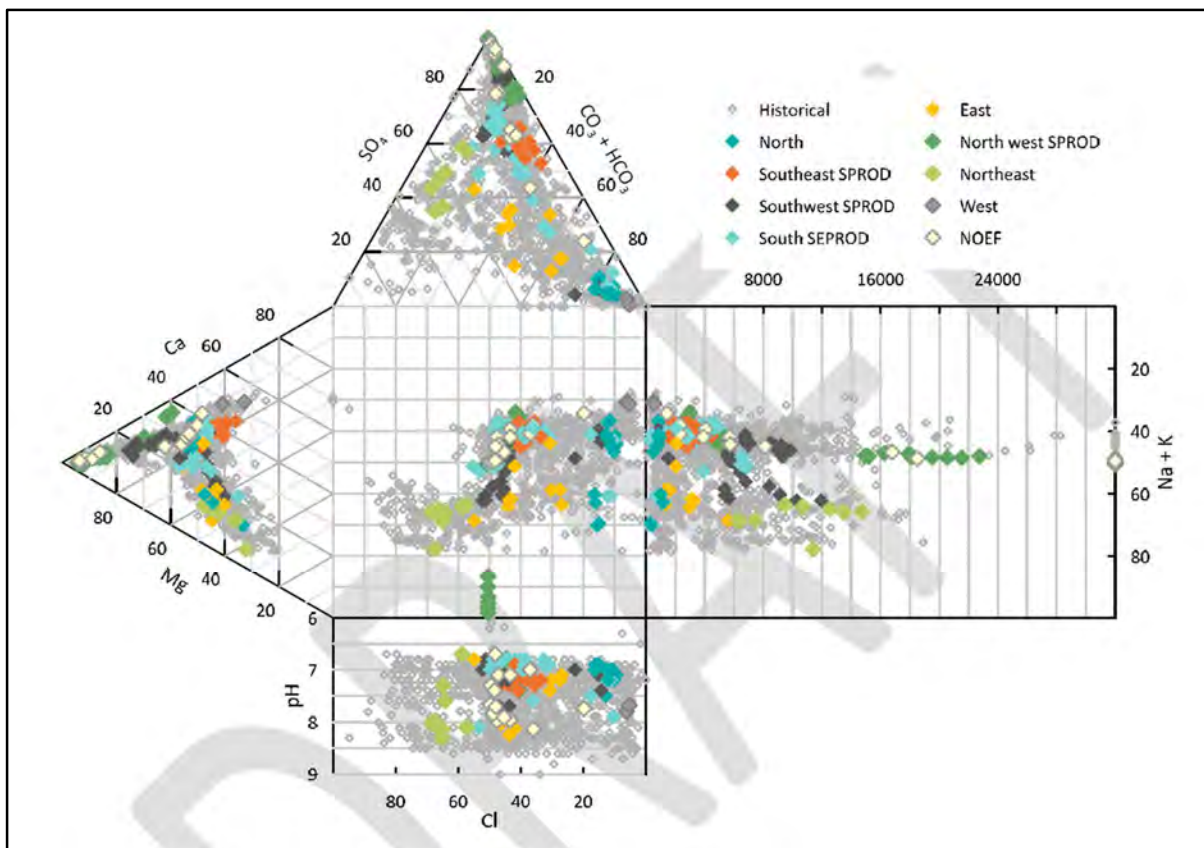 80
20
SO₄
60
CO₃ + HCO₃
40
40
60
20
80
Historical
East
North
North west SPROD
Southeast SPROD
Northeast
Southwest SPROD
West
South SEPROD
NOEF
8000
16000
24000
80
Ca
60
40
20
80
60
Mg
40
20
20
40
Na + K
60
80
6
7
pH
8
9
80
60
40
20
Cl